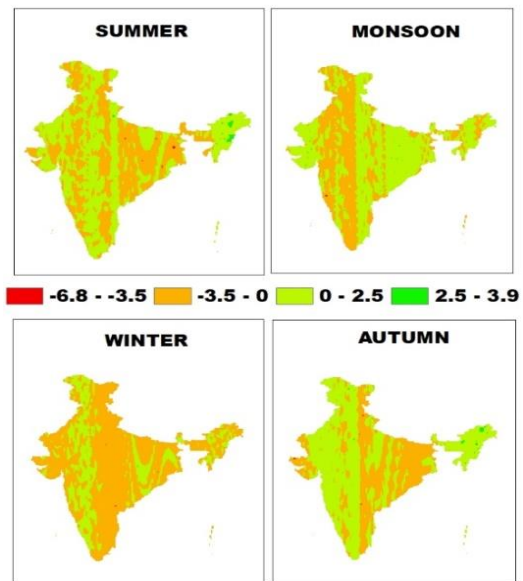 SUMMER
MONSOON
-6.8 - -3.5 -3.5 - 0 0 - 2.5 2.5 - 3.9
WINTER
AUTUMN